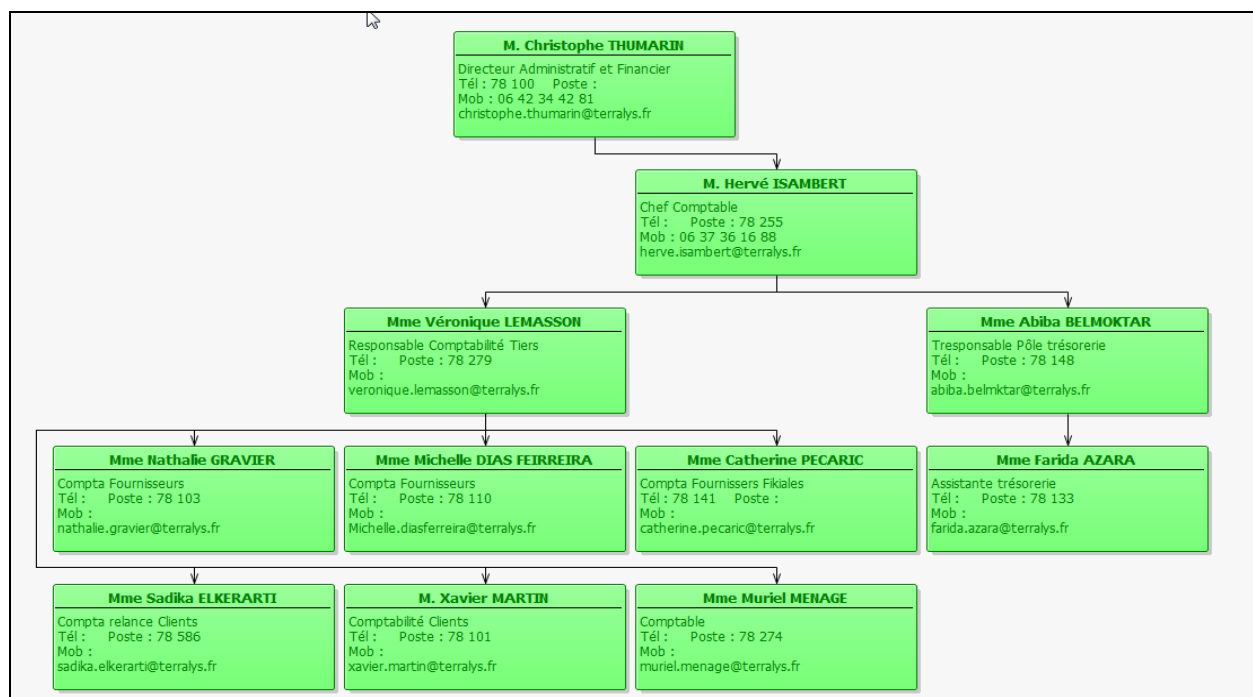 M. Christophe THUMARIN
Directeur Administratif et Financier
Tél : 78 100 Poste :
Mob : 06 42 34 42 81
christophe.thumarin@terralys.fr
M. Hervé ISAMBERT
Chef Comptable
Tél : Poste : 78 255
Mob : 06 37 36 16 88
herve.isambert@terralys.fr
Mme Véronique LEMASSON
Responsable Comptabilité Tiers
Tél : Poste : 78 279
Mob :
veronique.lemasson@terralys.fr
Mme Abiba BELMOKTAR
Tresponsable Pôle trésorerie
Tél : Poste : 78 148
Mob :
abiba.belmktar@terralys.fr
Mme Nathalie GRAVIER
Compta Fournisseurs
Tél : Poste : 78 103
Mob :
nathalie.gravier@terralys.fr
Mme Michelle DIAS FEIRREIRA
Compta Fournisseurs
Tél : Poste : 78 110
Mob :
Michelle.diasferreira@terralys.fr
Mme Catherine PECARIC
Compta Fournissers Fikiales
Tél : 78 141 Poste :
Mob :
catherine.pecaric@terralys.fr
Mme Farida AZARA
Assistante trésorerie
Tél : Poste : 78 133
Mob :
farida.azara@terralys.fr
Mme Sadika ELKERARTI
Compta relance Clients
Tél : Poste : 78 586
Mob :
sadika.elkerarti@terralys.fr
M. Xavier MARTIN
Comptabilité Clients
Tél : Poste : 78 101
Mob :
xavier.martin@terralys.fr
Mme Muriel MENAGE
Comptable
Tél : Poste : 78 274
Mob :
muriel.menage@terralys.fr